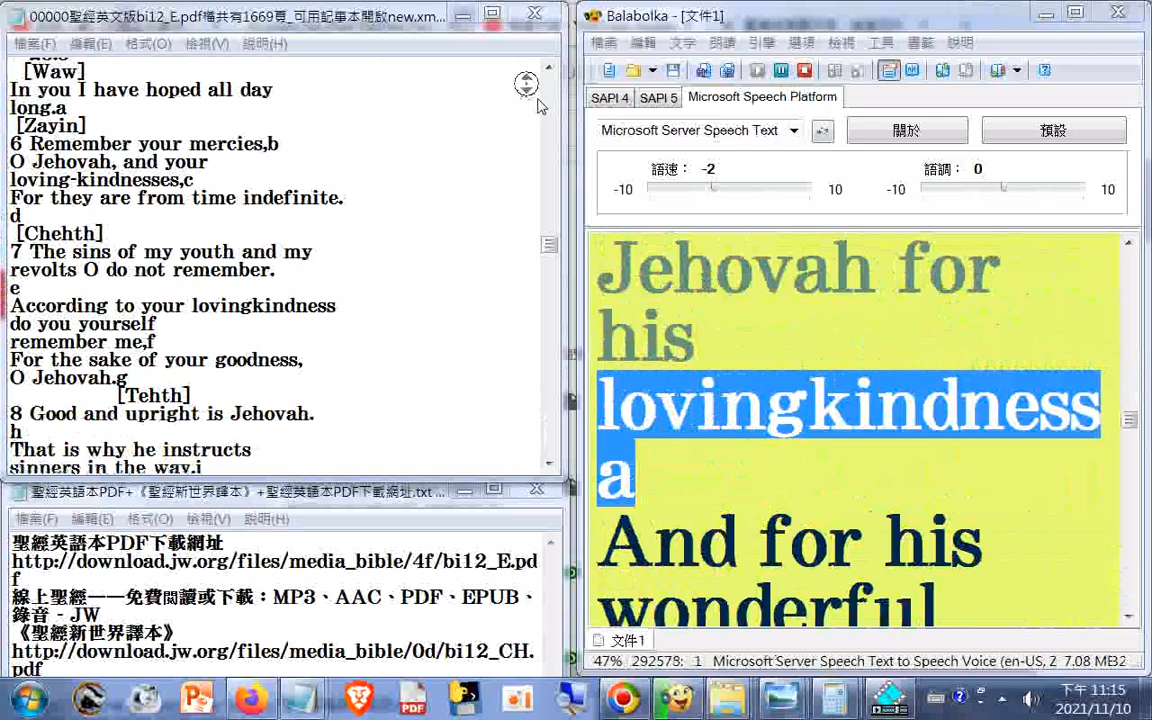 00000聖經英文版bi12_E.pdf檔共有1669頁_可用記事本開啟new.xm...
檔案(F) 編輯(E) 格式(O) 檢視(V) 說明(H)
[Waw]
In you I have hoped all day
long.a
[Zayin]
6 Remember your mercies,b
O Jehovah, and your
loving-kindnesses,c
For they are from time indefinite.
d
[Chehth]
7 The sins of my youth and my
revolts O do not remember.
e
According to your lovingkindness
do you yourself
remember me,f
For the sake of your goodness,
O Jehovah.g
[Tehth]
8 Good and upright is Jehovah.
h
That is why he instructs
sinners in the way.i
聖經英語本PDF+《聖經新世界譯本》+聖經英語本PDF下載網址.txt ...
檔案(F) 編輯(E) 格式(O) 檢視(V) 說明(H)
聖經英語本PDF下載網址
http://download.jw.org/files/media_bible/4f/bi12_E.pd
f
線上聖經——免費閱讀或下載：MP3、AAC、PDF、EPUB、
錄音 - JW
《聖經新世界譯本》
http://download.jw.org/files/media_bible/0d/bi12_CH.
pdf
Balabolka - [文件1]
檔案 編輯 文字 朗讀 引擎 選項 檢視 工具 書籤 說明
SAPI 4 SAPI 5 Microsoft Speech Platform
Microsoft Server Speech Text 關於 預設
語速： -2 語調： 0
-10 10 -10 10
Jehovah for
his
lovingkindness
a
And for his
wonderful
文件1
47% 292578: 1 Microsoft Server Speech Text to Speech Voice (en-US, Z 7.08 MB2
下午 11:15
2021/11/10